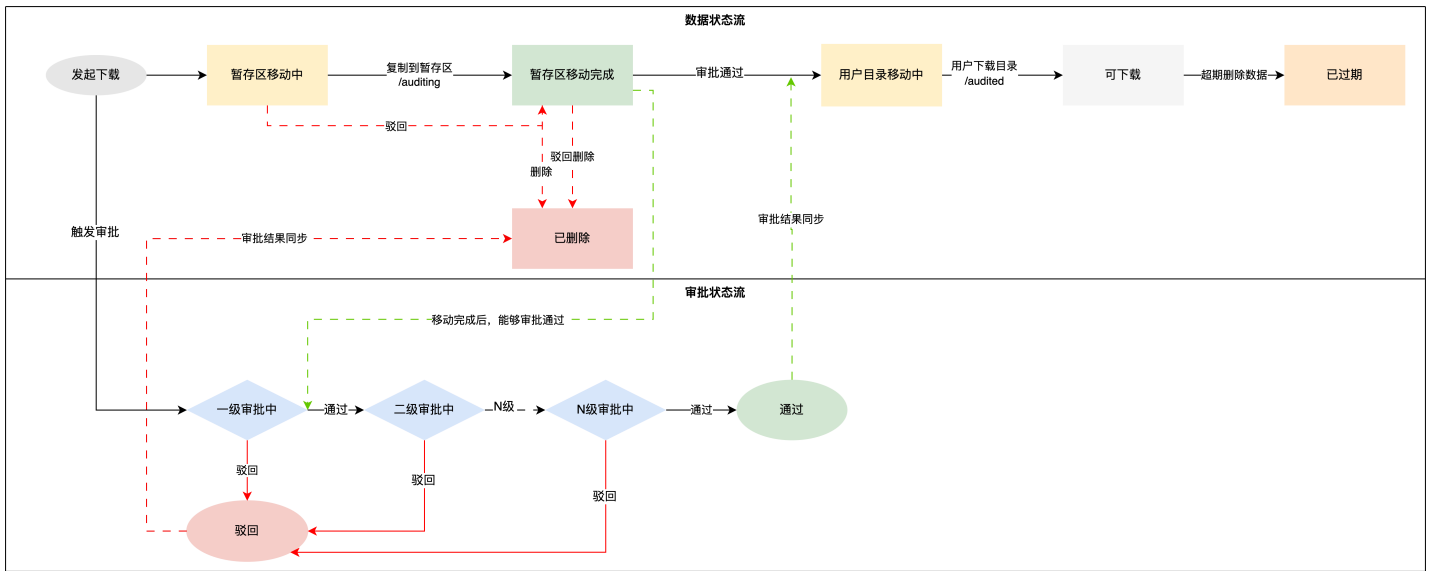 数据状态流
发起下载
暂存区移动中
复制到暂存区
/auditing
暂存区移动完成
审批通过
用户目录移动中
用户下载目录
/audited
可下载
超期删除数据
已过期
驳回
驳回删除
删除
触发审批
审批结果同步
已删除
审批结果同步
审批状态流
移动完成后，能够审批通过
一级审批中
通过
二级审批中
N级
N级审批中
通过
通过
驳回
驳回
驳回
驳回